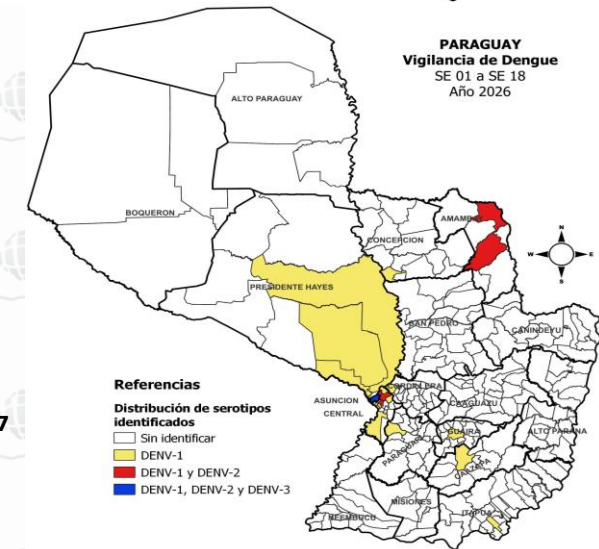 PARAGUAY
Vigilancia de Dengue
SE 01 a SE 18
Año 2026
ALTO PARAGUAY
BOQUERON
AMAMBAY
CONCEPCION
N
W
E
S
PRESIDENTE HAYES
SAN PEDRO
CANINDEYU
Referencias
Distribución de serotipos
identificados
Sin identificar
DENV-1
DENV-1 y DENV-2
DENV-1, DENV-2 y DENV-3
ASUNCION
CENTRAL
CORDILLERA
CAAGUAZU
ALTO PARANA
GUAIRA
PARAGUARI
CAAZAPA
MISIONES
ÑEEMBUCU
ITAPUA
7